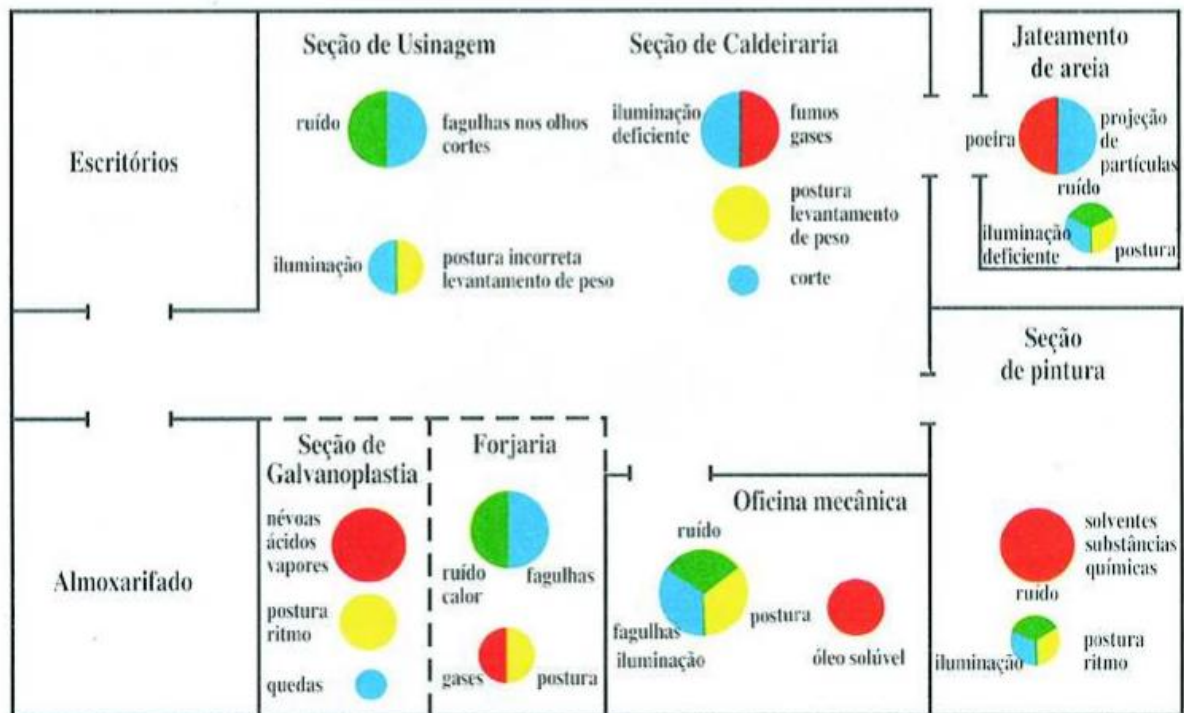 Escritórios
Seção de Usinagem
ruído
fagulhas nos olhos
cortes
iluminação
postura incorreta
levantamento de peso
Seção de Caldeiraria
iluminação
deficiente
fumos
gases
postura
levantamento
de peso
corte
Jateamento
de areia
poeira
projeção
de
partículas
ruído
iluminação
deficiente
postura
Almoxarifado
Seção de
Galvanoplastia
névoas
ácidos
vapores
postura
ritmo
quedas
Forjaria
ruído
calor
fagulhas
gases
postura
Oficina mecânica
ruído
fagulhas
iluminação
postura
óleo solúvel
Seção
de pintura
solventes
substâncias
químicas
ruído
iluminação
postura
ritmo